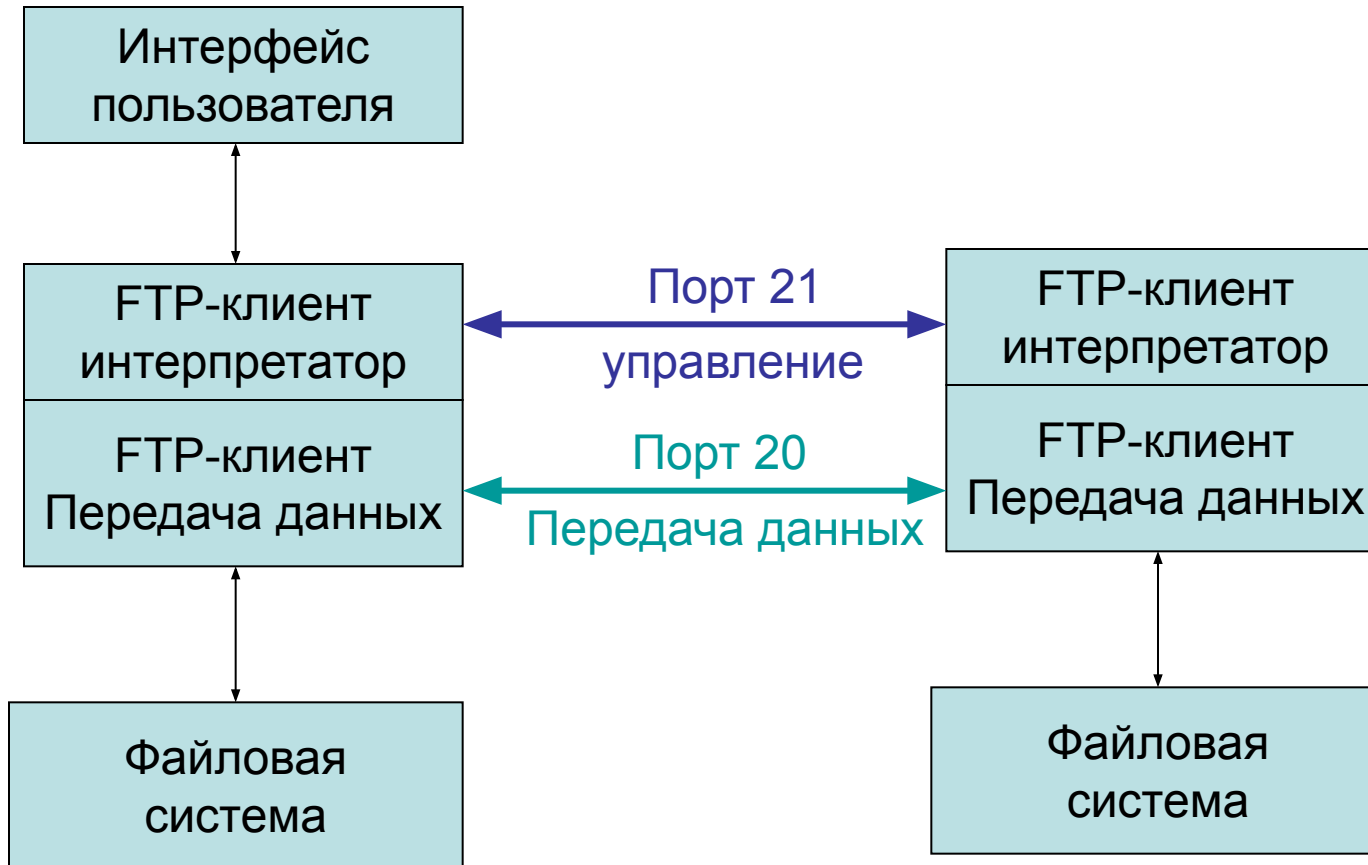 Интерфейс
пользователя
FTP-клиент
интерпретатор
FTP-клиент
Передача данных
Файловая
система
Порт 21
управление
Порт 20
Передача данных
FTP-клиент
интерпретатор
FTP-клиент
Передача данных
Файловая
система